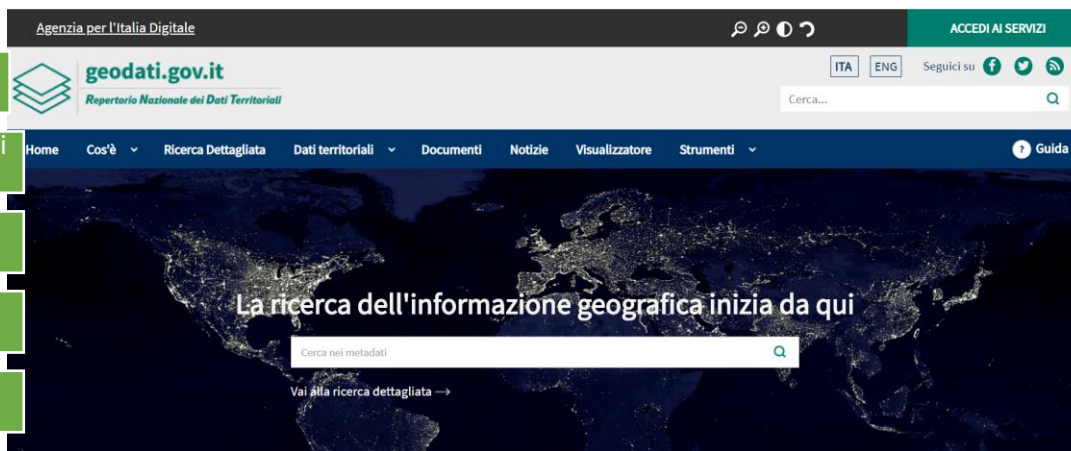 Agenzia per l'Italia Digitale
ACCEDI AI SERVIZI
geodati.gov.it
Repertorio Nazionale dei Dati Territoriali
ITA ENG Seguici su
Cerca...
i
Home Cos'è Ricerca Dettagliata Dati territoriali Documenti Notizie Visualizzatore Strumenti ? Guida
La ricerca dell'informazione geografica inizia da qui
Cerca nei metadati
Vai alla ricerca dettagliata →